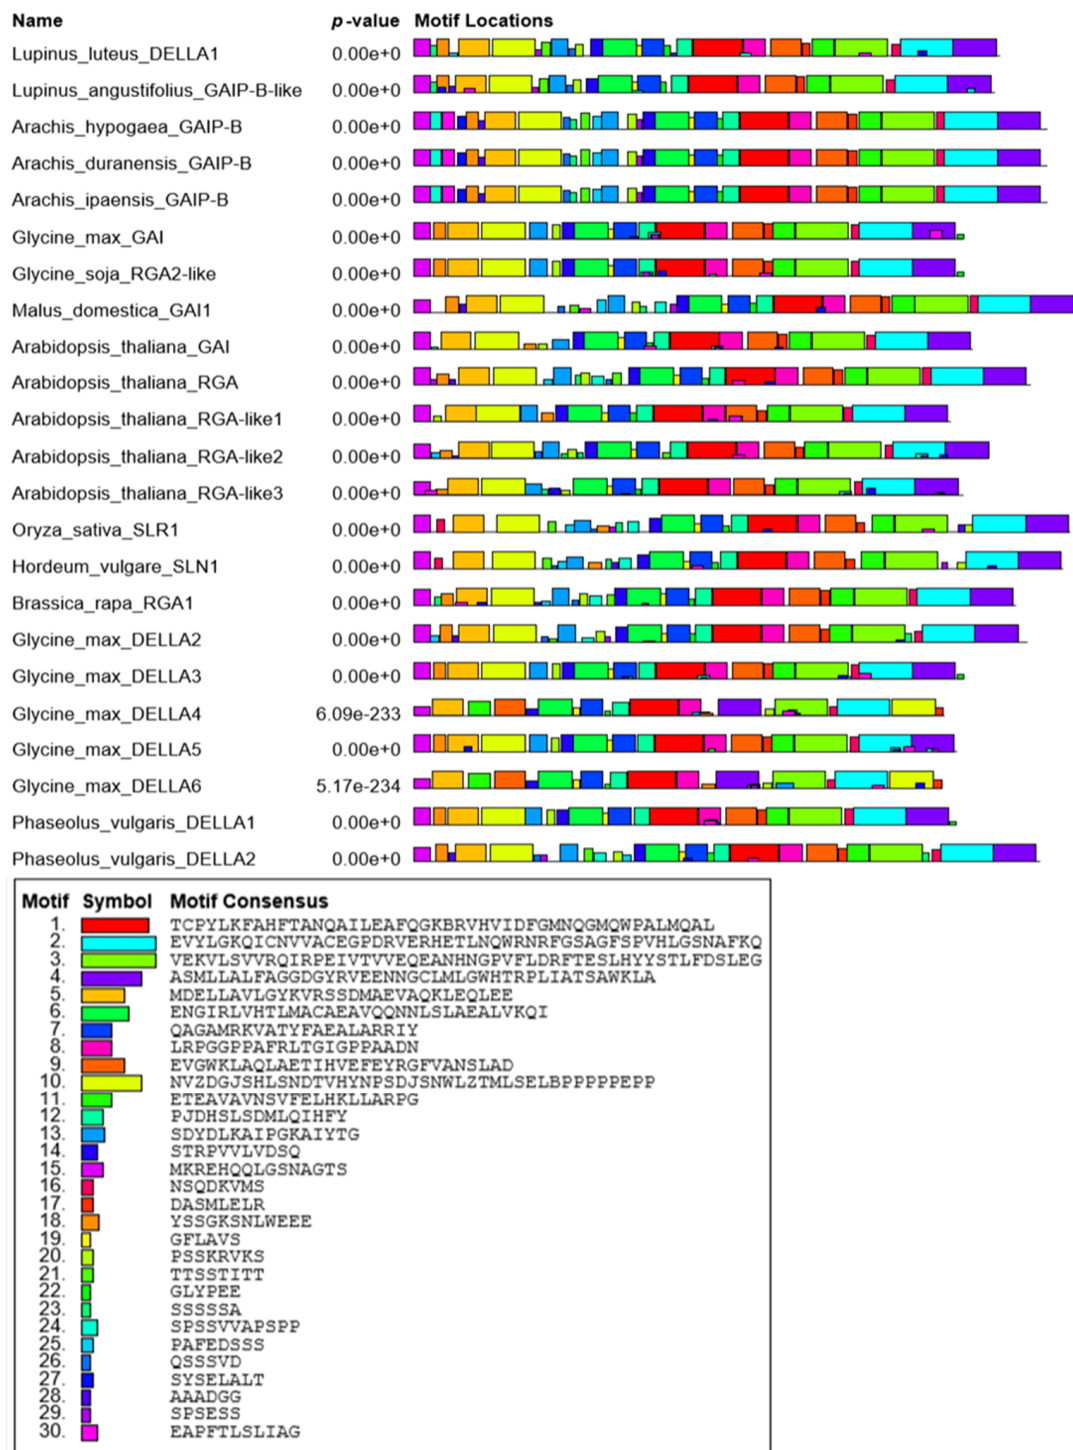 Name p-value Motif Locations
Lupinus_luteus_DELLA1 0.00e+0
Lupinus_angustifolius_GAIP-B-like 0.00e+0
Arachis_hypogaea_GAIP-B 0.00e+0
Arachis_duranensis_GAIP-B 0.00e+0
Arachis_ipaensis_GAIP-B 0.00e+0
Glycine_max_GAI 0.00e+0
Glycine_soja_RGA2-like 0.00e+0
Malus_domestica_GAI1 0.00e+0
Arabidopsis_thaliana_GAI 0.00e+0
Arabidopsis_thaliana_RGA 0.00e+0
Arabidopsis_thaliana_RGA-like1 0.00e+0
Arabidopsis_thaliana_RGA-like2 0.00e+0
Arabidopsis_thaliana_RGA-like3 0.00e+0
Oryza_sativa_SLR1 0.00e+0
Hordeum_vulgare_SLN1 0.00e+0
Brassica_rapa_RGA1 0.00e+0
Glycine_max_DELLA2 0.00e+0
Glycine_max_DELLA3 0.00e+0
Glycine_max_DELLA4 6.09e-233
Glycine_max_DELLA5 0.00e+0
Glycine_max_DELLA6 5.17e-234
Phaseolus_vulgaris_DELLA1 0.00e+0
Phaseolus_vulgaris_DELLA2 0.00e+0
Motif Symbol Motif Consensus
1. TCPYLKFAHFTANQAILEAFQGKBRVHVIDFGMNQGMQWPALMQAL
2. EVYLGKQICNVVACEGPDRVERHETLNQWRNRFGSAGFSPVHLGSNAFKQ
3. VEKVLSVVRQIRPEIVTVVEQEANHNGPVFLDRFTESLHYYSTLFDSLEG
4. ASMLLALFAGGDGYRVEENNGCLMLGWHTRPLIATSAWKLA
5. MDELLAVLGYKVRSSDMAEVAQKLEQLEE
6. ENGIRLVHTLMACAEAVQQNNLSLAEALVKQI
7. QAGAMRKVATYFAEALARRIY
8. LRPGGPPAFRLTGIGPPAADN
9. EVGWKLAQLAETIHVEFEYRGFVANSLAD
10. NVZDGJSHLSNDTVHYNPSDJSNWLZTMLSELBPPPPPEPP
11. ETEAVAVNSVFELHKLLARPG
12. PJDHSLSDMLQIHFY
13. SDYDLKAIPGKAIYTG
14. STRPVVLVDSQ
15. MKREHQQLGSNAGTS
16. NSQDKVMS
17. DASMLELR
18. YSSGKSNLWEEE
19. GFLAVS
20. PSSKRVKS
21. TTSSTITT
22. GLYPEE
23. SSSSSA
24. SPSSVVAPSPP
25. PAFEDSSS
26. QSSSVD
27. SYSELALT
28. AAADGG
29. SPSESS
30. EAPFTLSLIAG